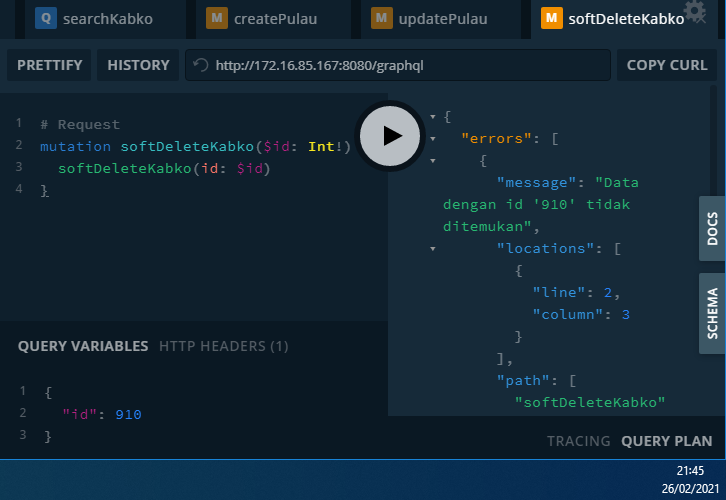 Q searchKabko
M createPulau
M updatePulau
M softDeleteKabko
PRETTIFY
HISTORY
http://172.16.85.167:8080/graphql
COPY CURL
1 # Request
2 mutation softDeleteKabko($id: Int!)
3 softDeleteKabko(id: $id)
4 }
{
"errors": [
{
"message": "Data
dengan id '910' tidak
ditemukan",
"locations": [
{
"line": 2,
"column": 3
}
],
"path": [
"softDeleteKabko"
DOCS
SCHEMA
QUERY VARIABLES HTTP HEADERS (1)
1 {
2 "id": 910
3 }
TRACING QUERY PLAN
21:45
26/02/2021